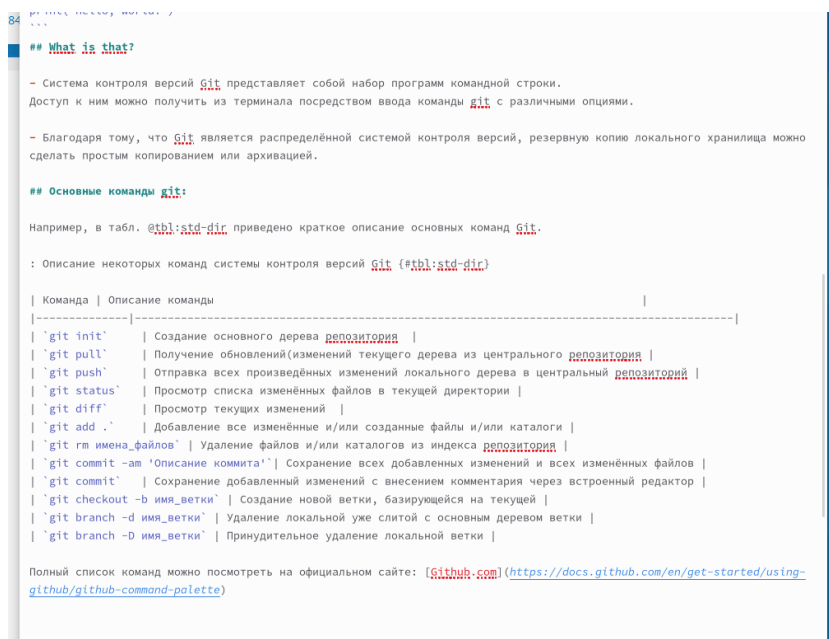 84
print("Hello, world!")
```
## What is that?
- Система контроля версий Git представляет собой набор программ командной строки.
Доступ к ним можно получить из терминала посредством ввода команды git с различными опциями.
- Благодаря тому, что Git является распределённой системой контроля версий, резервную копию локального хранилища можно
сделать простым копированием или архивацией.
## Основные команды git:
Например, в табл. @tbl:std-dir приведено краткое описание основных команд Git.
: Описание некоторых команд системы контроля версий Git {#tbl:std-dir}
| Команда | Описание команды |
|--------------|------------------------------------------------------------------------------------------|
| `git init` | Создание основного дерева репозитория |
| `git pull` | Получение обновлений(изменений текущего дерева из центрального репозитория |
| `git push` | Отправка всех произведённых изменений локального дерева в центральный репозиторий |
| `git status` | Просмотр списка изменённых файлов в текущей директории |
| `git diff` | Просмотр текущих изменений |
| `git add .` | Добавление все изменённые и/или созданные файлы и/или каталоги |
| `git rm имена_файлов` | Удаление файлов и/или каталогов из индекса репозитория |
| `git commit -am 'Описание коммита'`| Сохранение всех добавленных изменений и всех изменённых файлов |
| `git commit` | Сохранение добавленный изменений с внесением комментария через встроенный редактор |
| `git checkout -b имя_ветки` | Создание новой ветки, базирующейся на текущей |
| `git branch -d имя_ветки` | Удаление локальной уже слитой с основным деревом ветки |
| `git branch -D имя_ветки` | Принудительное удаление локальной ветки |
Полный список команд можно посмотреть на официальном сайте: [Github.com](https://docs.github.com/en/get-started/using-
github/github-command-palette)